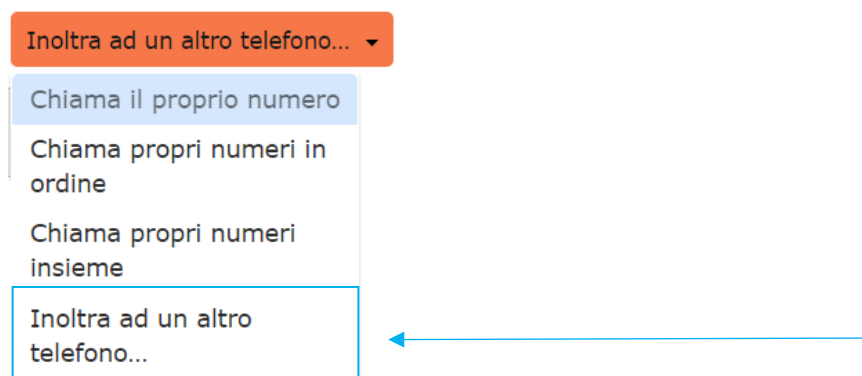 Inoltra ad un altro telefono...
Chiama il proprio numero
Chiama propri numeri in
ordine
Chiama propri numeri
insieme
Inoltra ad un altro
telefono...